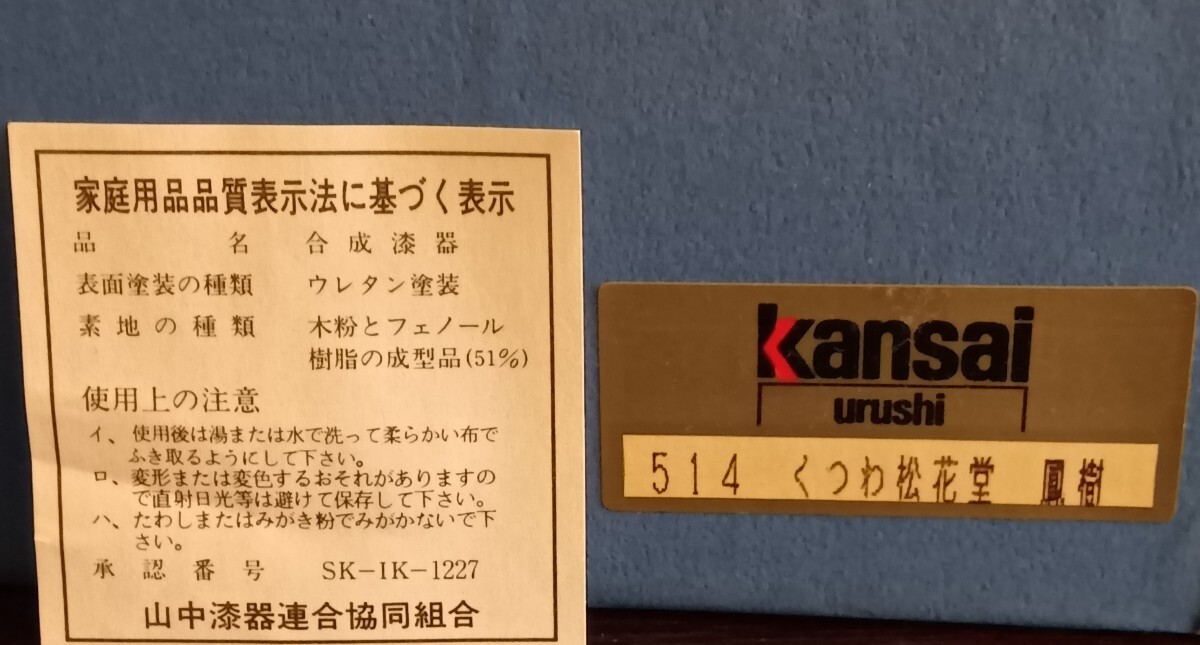 家庭用品品質表示法に基づく表示
品名 合成漆器
表面塗装の種類 ウレタン塗装
素地の種類 木粉とフェノール
樹脂の成型品(51%)
使用上の注意
イ、使用後は湯または水で洗って柔らかい布で
ふき取るようにして下さい。
ロ、変形または変色するおそれがありますの
で直射日光等は避けて保存して下さい。
ハ、たわしまたはみがき粉でみがかないで下
さい。
承認番号 SK-IK-1227
山中漆器連合協同組合
kansai
urushi
514 くつわ松花堂 鳳樹